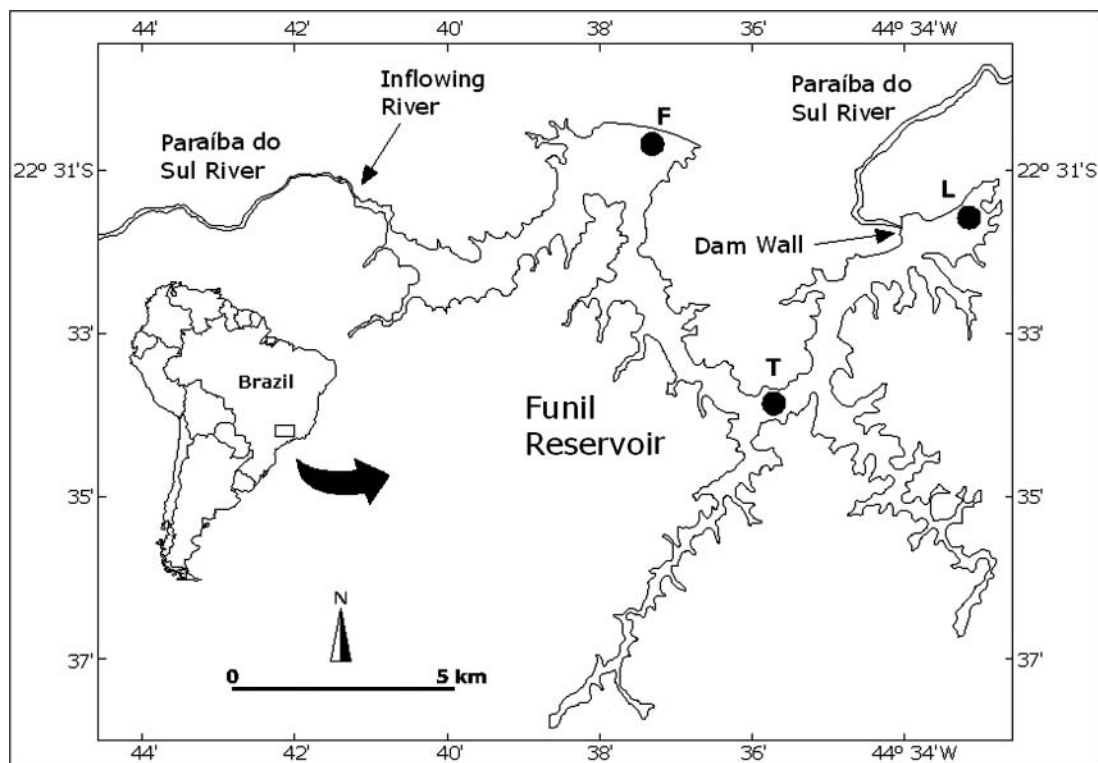 44' 42' 40' 38' 36' 44º 34' W
Inflowing
River
Paraíba do
Sul River
F
Paraíba do
Sul River
22º 31'S
22º 31'S
L
Dam Wall
33'
33'
Brazil
T
Funil
Reservoir
35'
35'
N
37'
37'
0 5 km
44' 42' 40' 38' 36' 44º 34' W